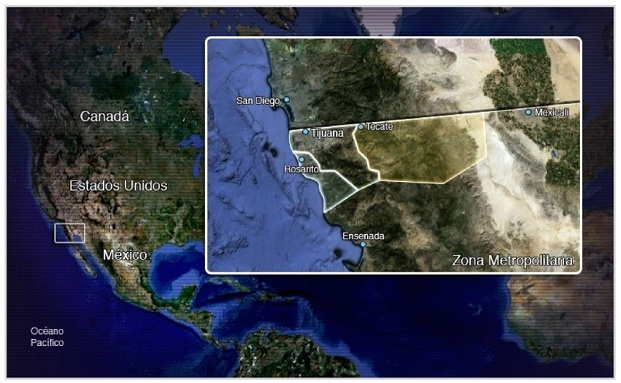 Canadá
Estados Unidos
México
Océano
Pacífico
San Diego
Tijuana
Tecate
Mexicali
Rosarito
Ensenada
Zona Metropolitana